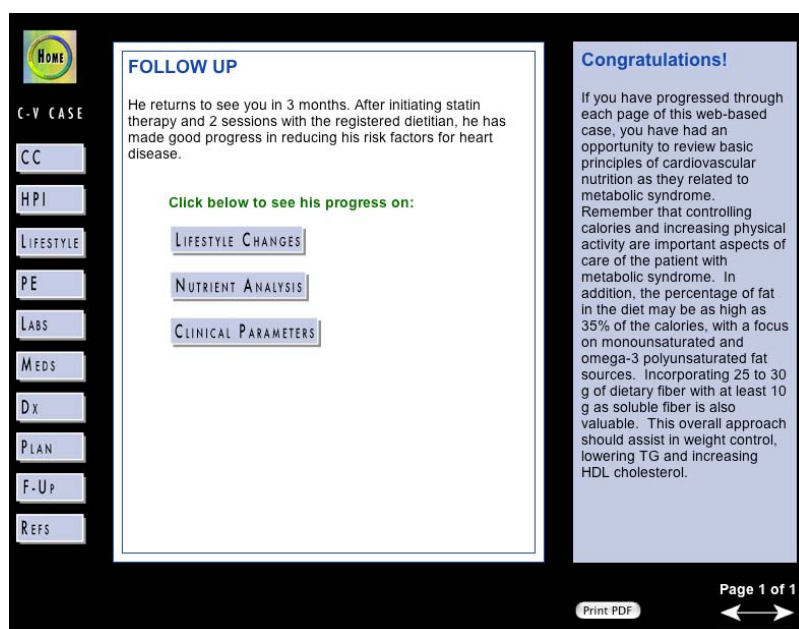 HOME
C-V CASE
CC
HPI
LIFESTYLE
PE
LABS
MEDS
DX
PLAN
F-UP
REFS
FOLLOW UP
He returns to see you in 3 months. After initiating statin
therapy and 2 sessions with the registered dietitian, he has
made good progress in reducing his risk factors for heart
disease.
Click below to see his progress on:
LIFESTYLE CHANGES
NUTRIENT ANALYSIS
CLINICAL PARAMETERS
Congratulations!
If you have progressed through
each page of this web-based
case, you have had an
opportunity to review basic
principles of cardiovascular
nutrition as they related to
metabolic syndrome.
Remember that controlling
calories and increasing physical
activity are important aspects of
care of the patient with
metabolic syndrome. In
addition, the percentage of fat
in the diet may be as high as
35% of the calories, with a focus
on monounsaturated and
omega-3 polyunsaturated fat
sources. Incorporating 25 to 30
g of dietary fiber with at least 10
g as soluble fiber is also
valuable. This overall approach
should assist in weight control,
lowering TG and increasing
HDL cholesterol.
Page 1 of 1
Print PDF